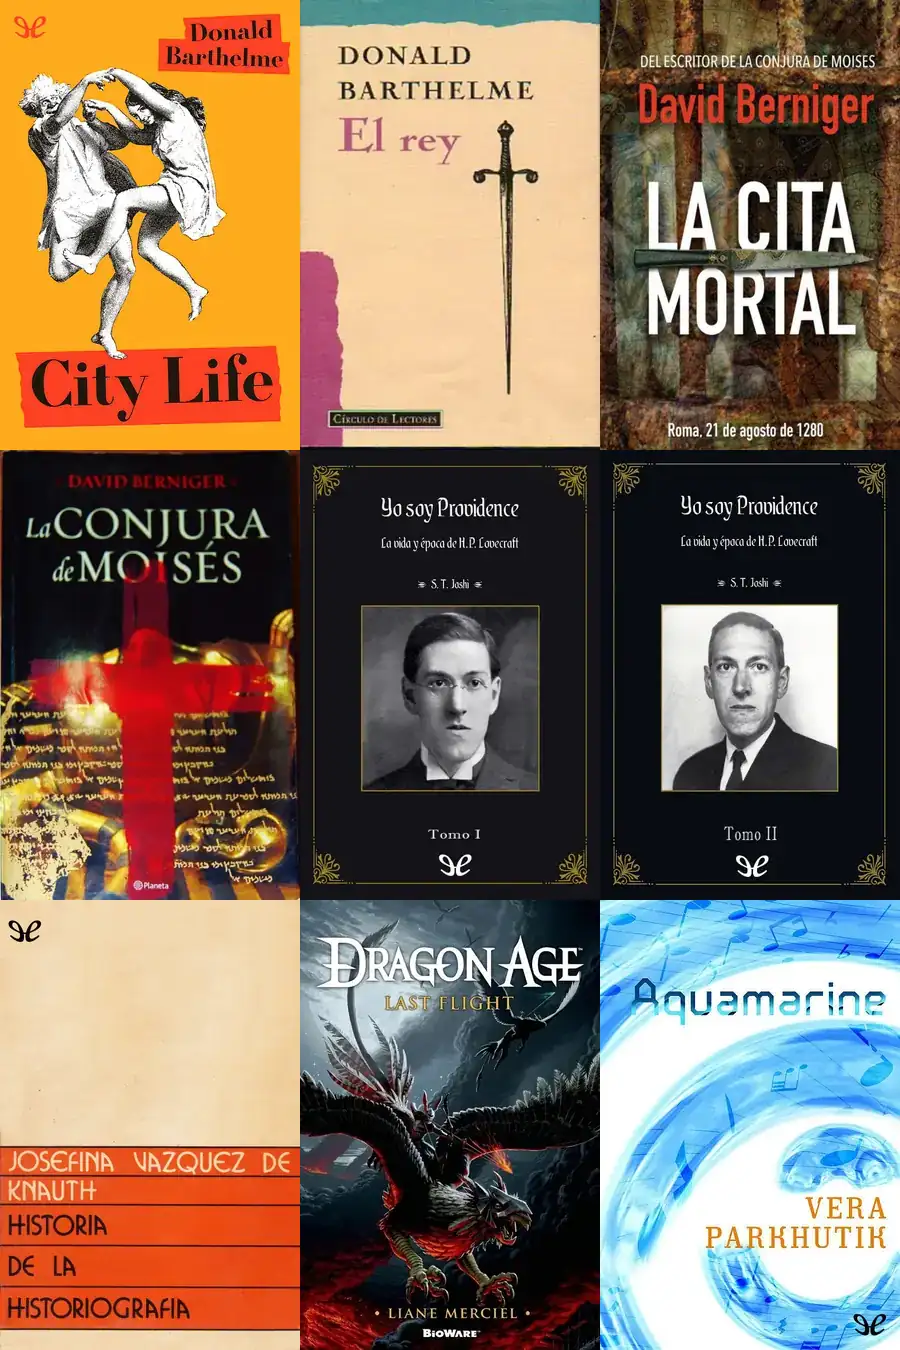 Donald
Barthelme
City Life
DONALD
BARTHELME
El rey
CÍRCULO DE LECTORES
DEL ESCRITOR DE LA CONJURA DE MOISES
David Berniger
LA CITA
MORTAL
Roma, 21 de agosto de 1280
DAVID BERNIGER
La CONJURA
de MOISÉS
Planeta
Yo soy Providence
La vida y época de H.P. Lovecraft
S. T. Joshi
Tomo I
Yo soy Providence
La vida y época de H.P. Lovecraft
S. T. Joshi
Tomo II
JOSEFINA VAZQUEZ DE
KNAUTH
HISTORIA
DE LA
HISTORIOGRAFIA
DRAGON AGE
LAST FLIGHT
LIANE MERCIEL
BIOWARE
Aquamarine
VERA
PARKHUTIK